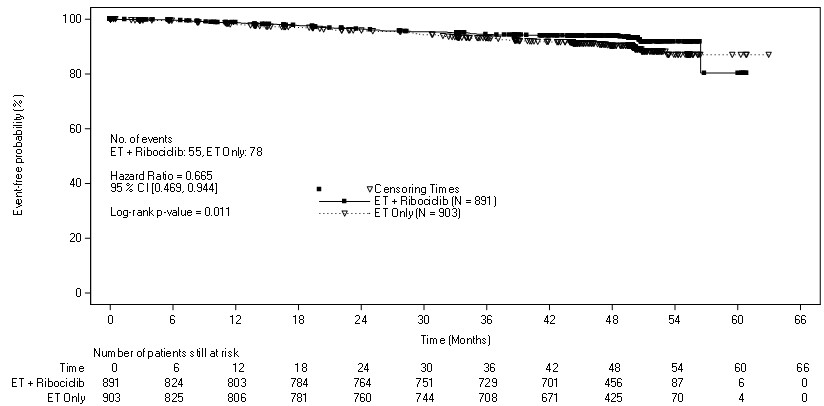 100
80
60
40
20
0
Event-free probability (%)
No. of events
ET + Ribociclib: 55, ET Only: 78
Hazard Ratio = 0.665
95 % CI [0.469, 0.944]
Log-rank p-value = 0.011
Censoring Times
ET + Ribociclib (N = 891)
ET Only (N = 903)
0 6 12 18 24 30 36 42 48 54 60 66
Time (Months)
Number of patients still at risk
Time 0 6 12 18 24 30 36 42 48 54 60 66
ET + Ribociclib 891 824 803 784 764 751 729 701 456 87 6 0
ET Only 903 825 806 781 760 744 708 671 425 70 4 0